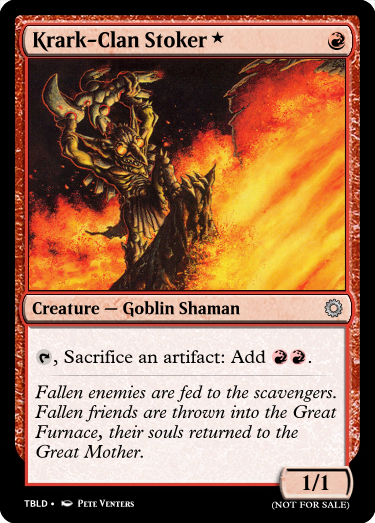 Krark-Clan Stoker ★
Creature — Goblin Shaman
, Sacrifice an artifact: Add .
Fallen enemies are fed to the scavengers.
Fallen friends are thrown into the Great
Furnace, their souls returned to the
Great Mother.
1/1
TBLD • Pete Venters
(NOT FOR SALE)